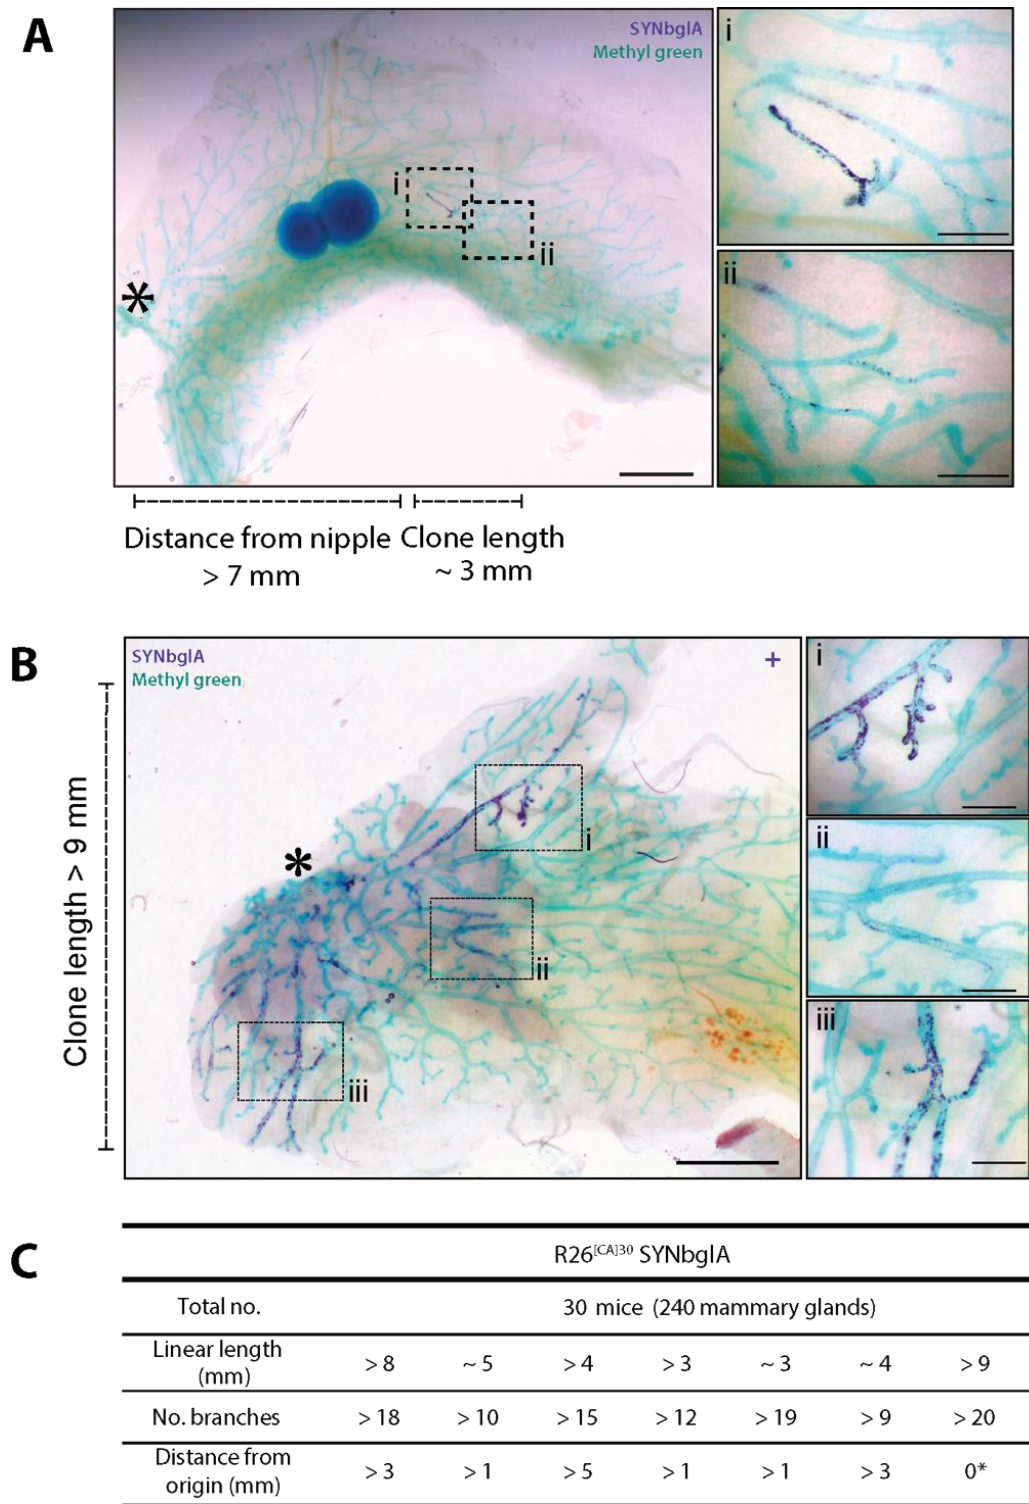 A
SYNbglA
Methyl green
i
ii
*
i
ii
Distance from nipple
> 7 mm
Clone length
~ 3 mm
B
SYNbglA
Methyl green
+
Clone length > 9 mm
*
i
ii
iii
i
ii
iii
C
R26[CA]30 SYNbglA
Total no. 30 mice (240 mammary glands)
Linear length (mm) > 8 ~ 5 > 4 > 3 ~ 3 ~ 4 > 9
No. branches > 18 > 10 > 15 > 12 > 19 > 9 > 20
Distance from origin (mm) > 3 > 1 > 5 > 1 > 1 > 3 0*